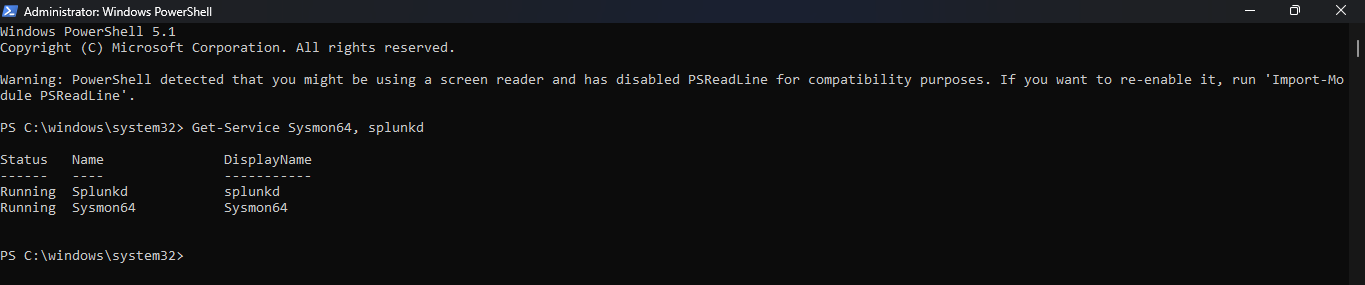 Administrator: Windows PowerShell
Windows PowerShell 5.1
Copyright (C) Microsoft Corporation. All rights reserved.
Warning: PowerShell detected that you might be using a screen reader and has disabled PSReadLine for compatibility purposes. If you want to re-enable it, run 'Import-Mo
dule PSReadLine'.
PS C:\windows\system32> Get-Service Sysmon64, splunkd
Status   Name               DisplayName
------   ----               -----------
Running  Splunkd            splunkd
Running  Sysmon64           Sysmon64
PS C:\windows\system32>